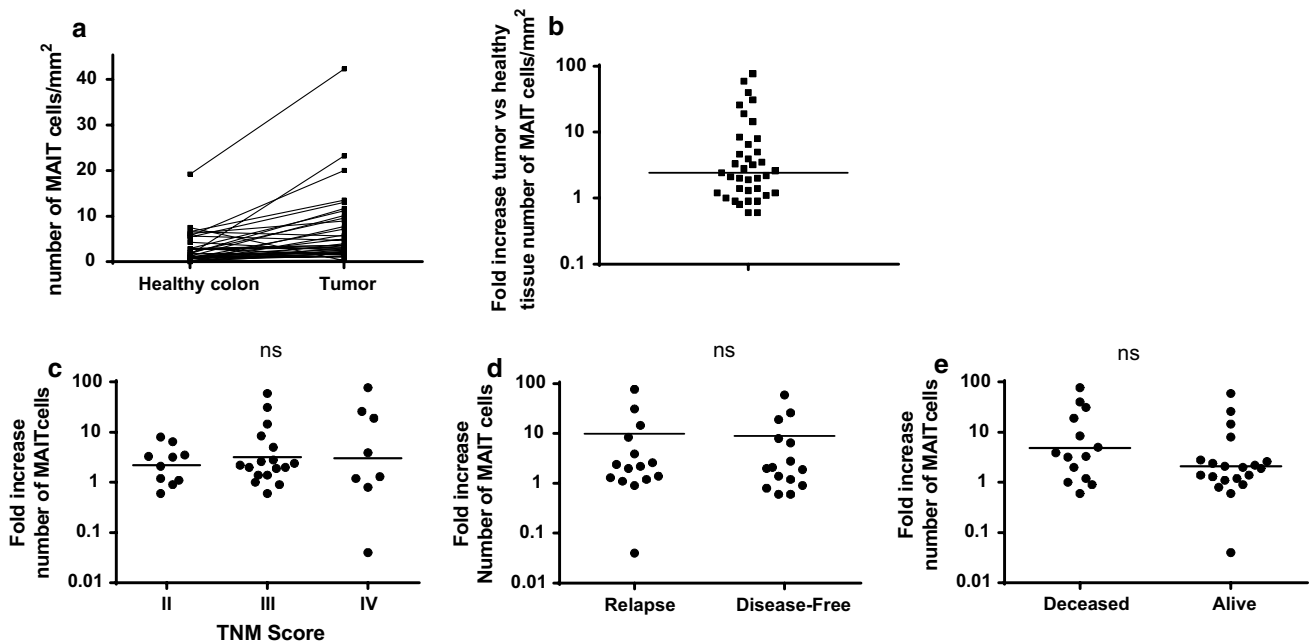 a
number of MAIT cells/mm²
40
30
20
10
0
Healthy colon
Tumor
b
Fold increase tumor vs healthy
tissue number of MAIT cells/mm²
100
10
1
0.1
c
ns
Fold increase
number of MAITcells
100
10
1
0.1
0.01
II
III
IV
TNM Score
d
ns
Fold increase
Number of MAIT cells
100
10
1
0.1
0.01
Relapse
Disease-Free
e
ns
Fold increase
number of MAITcells
100
10
1
0.1
0.01
Deceased
Alive